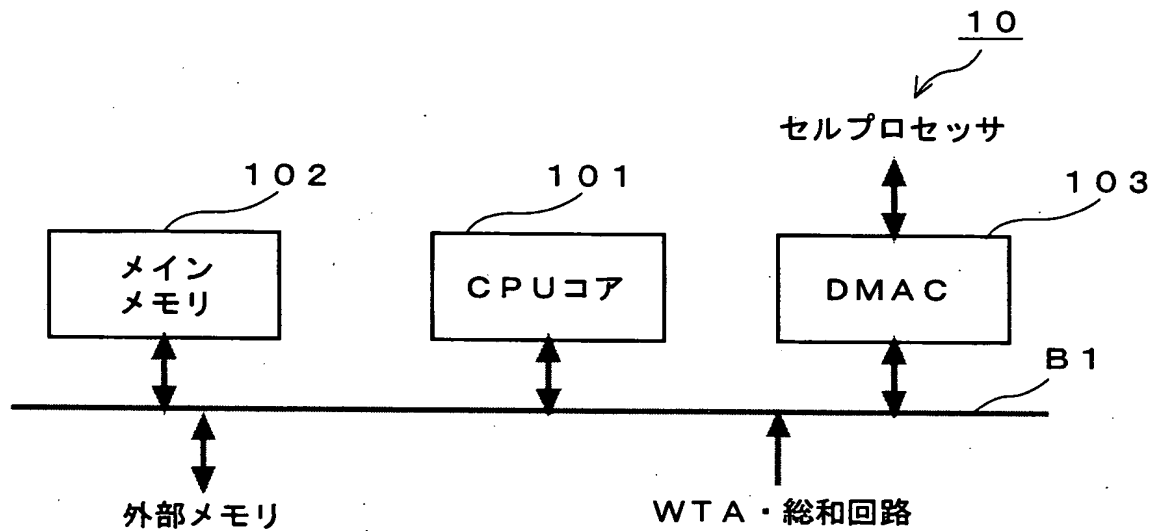 10
セルプロセッサ
102
101
103
メイン
メモリ
CPUコア
DMAC
B1
外部メモリ
WTA・総和回路